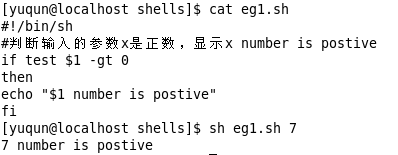 [yuqun@localhost shells]$ cat eg1.sh
#!/bin/sh
#判断输入的参数x是正数，显示x number is postive
if test $1 -gt 0
then
echo "$1 number is postive"
fi
[yuqun@localhost shells]$ sh eg1.sh 7
7 number is postive